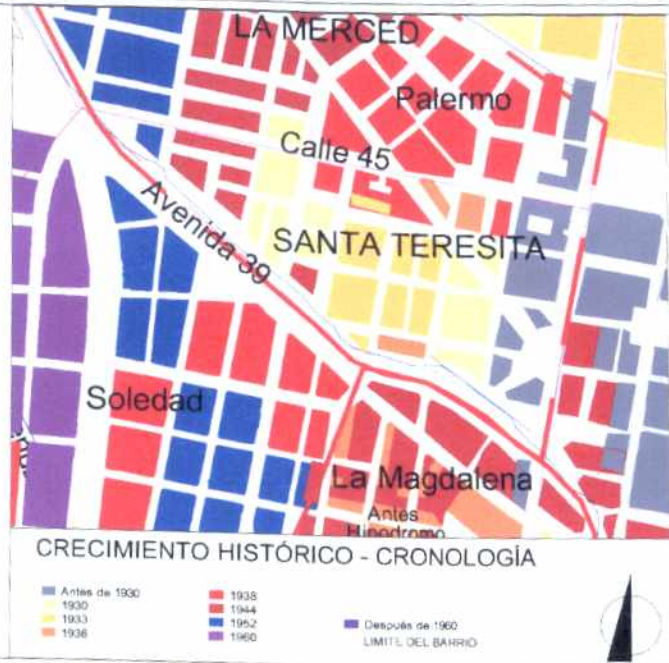 LA MERCED
Palermo
Calle 45
Avenida 39
SANTA TERESITA
Soledad
La Magdalena
Antes
Hipodromo
CRECIMIENTO HISTÓRICO - CRONOLOGÍA
Antes de 1930
1930
1933
1936
1938
1944
1952
1960
Después de 1960
LIMITE DEL BARRIO